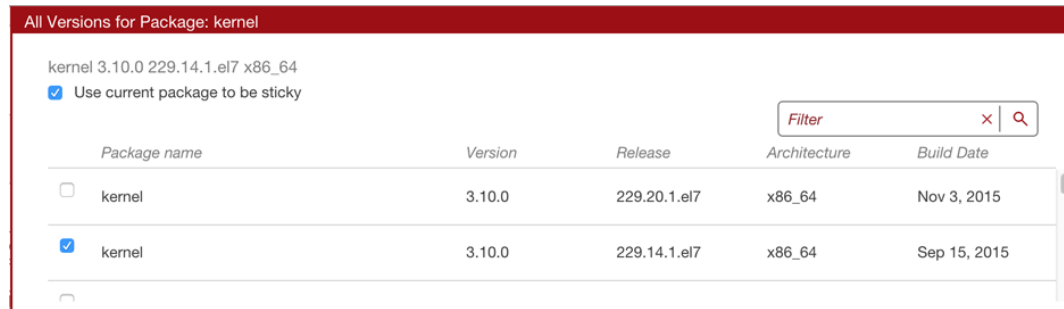 All Versions for Package: kernel
kernel 3.10.0 229.14.1.el7 x86_64
Use current package to be sticky
Filter
Package name Version Release Architecture Build Date
kernel 3.10.0 229.20.1.el7 x86_64 Nov 3, 2015
kernel 3.10.0 229.14.1.el7 x86_64 Sep 15, 2015